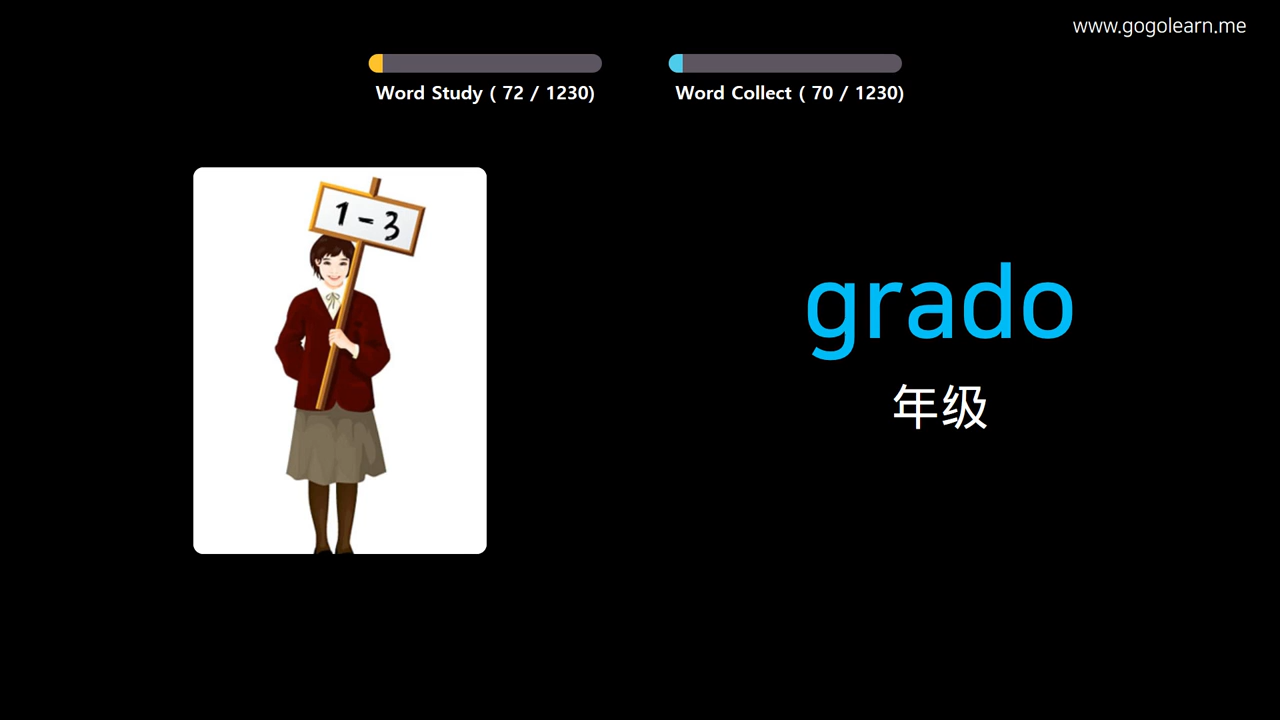 www.gogolearn.me
Word Study ( 72 / 1230)
Word Collect ( 70 / 1230)
1 - 3
grado
年级